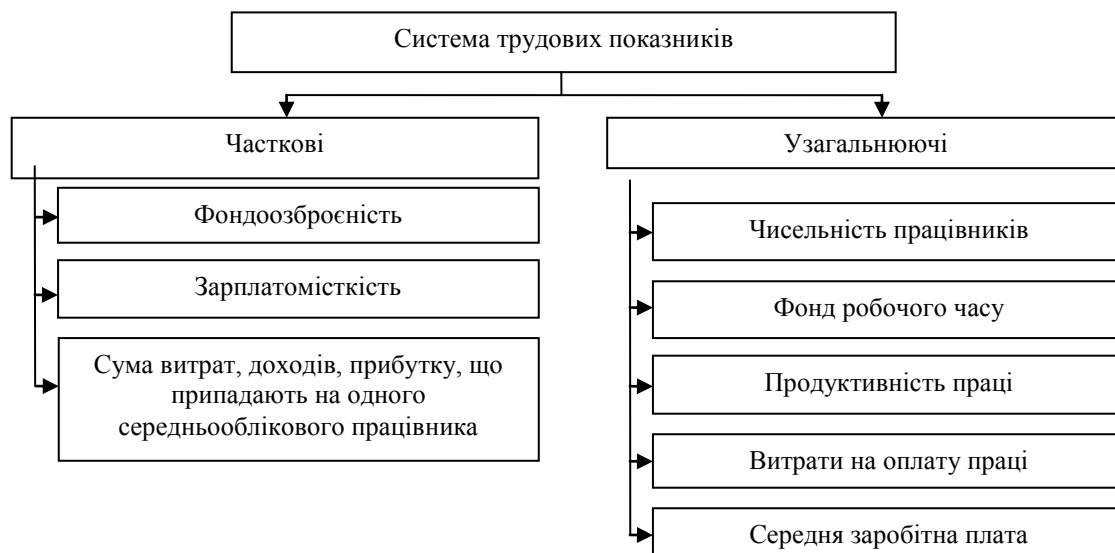 Система трудових показників
Часткові
Фондоозброєність
Зарплатомісткість
Сума витрат, доходів, прибутку, що
припадають на одного
середньооблікового працівника
Узагальнюючі
Чисельність працівників
Фонд робочого часу
Продуктивність праці
Витрати на оплату праці
Середня заробітна плата